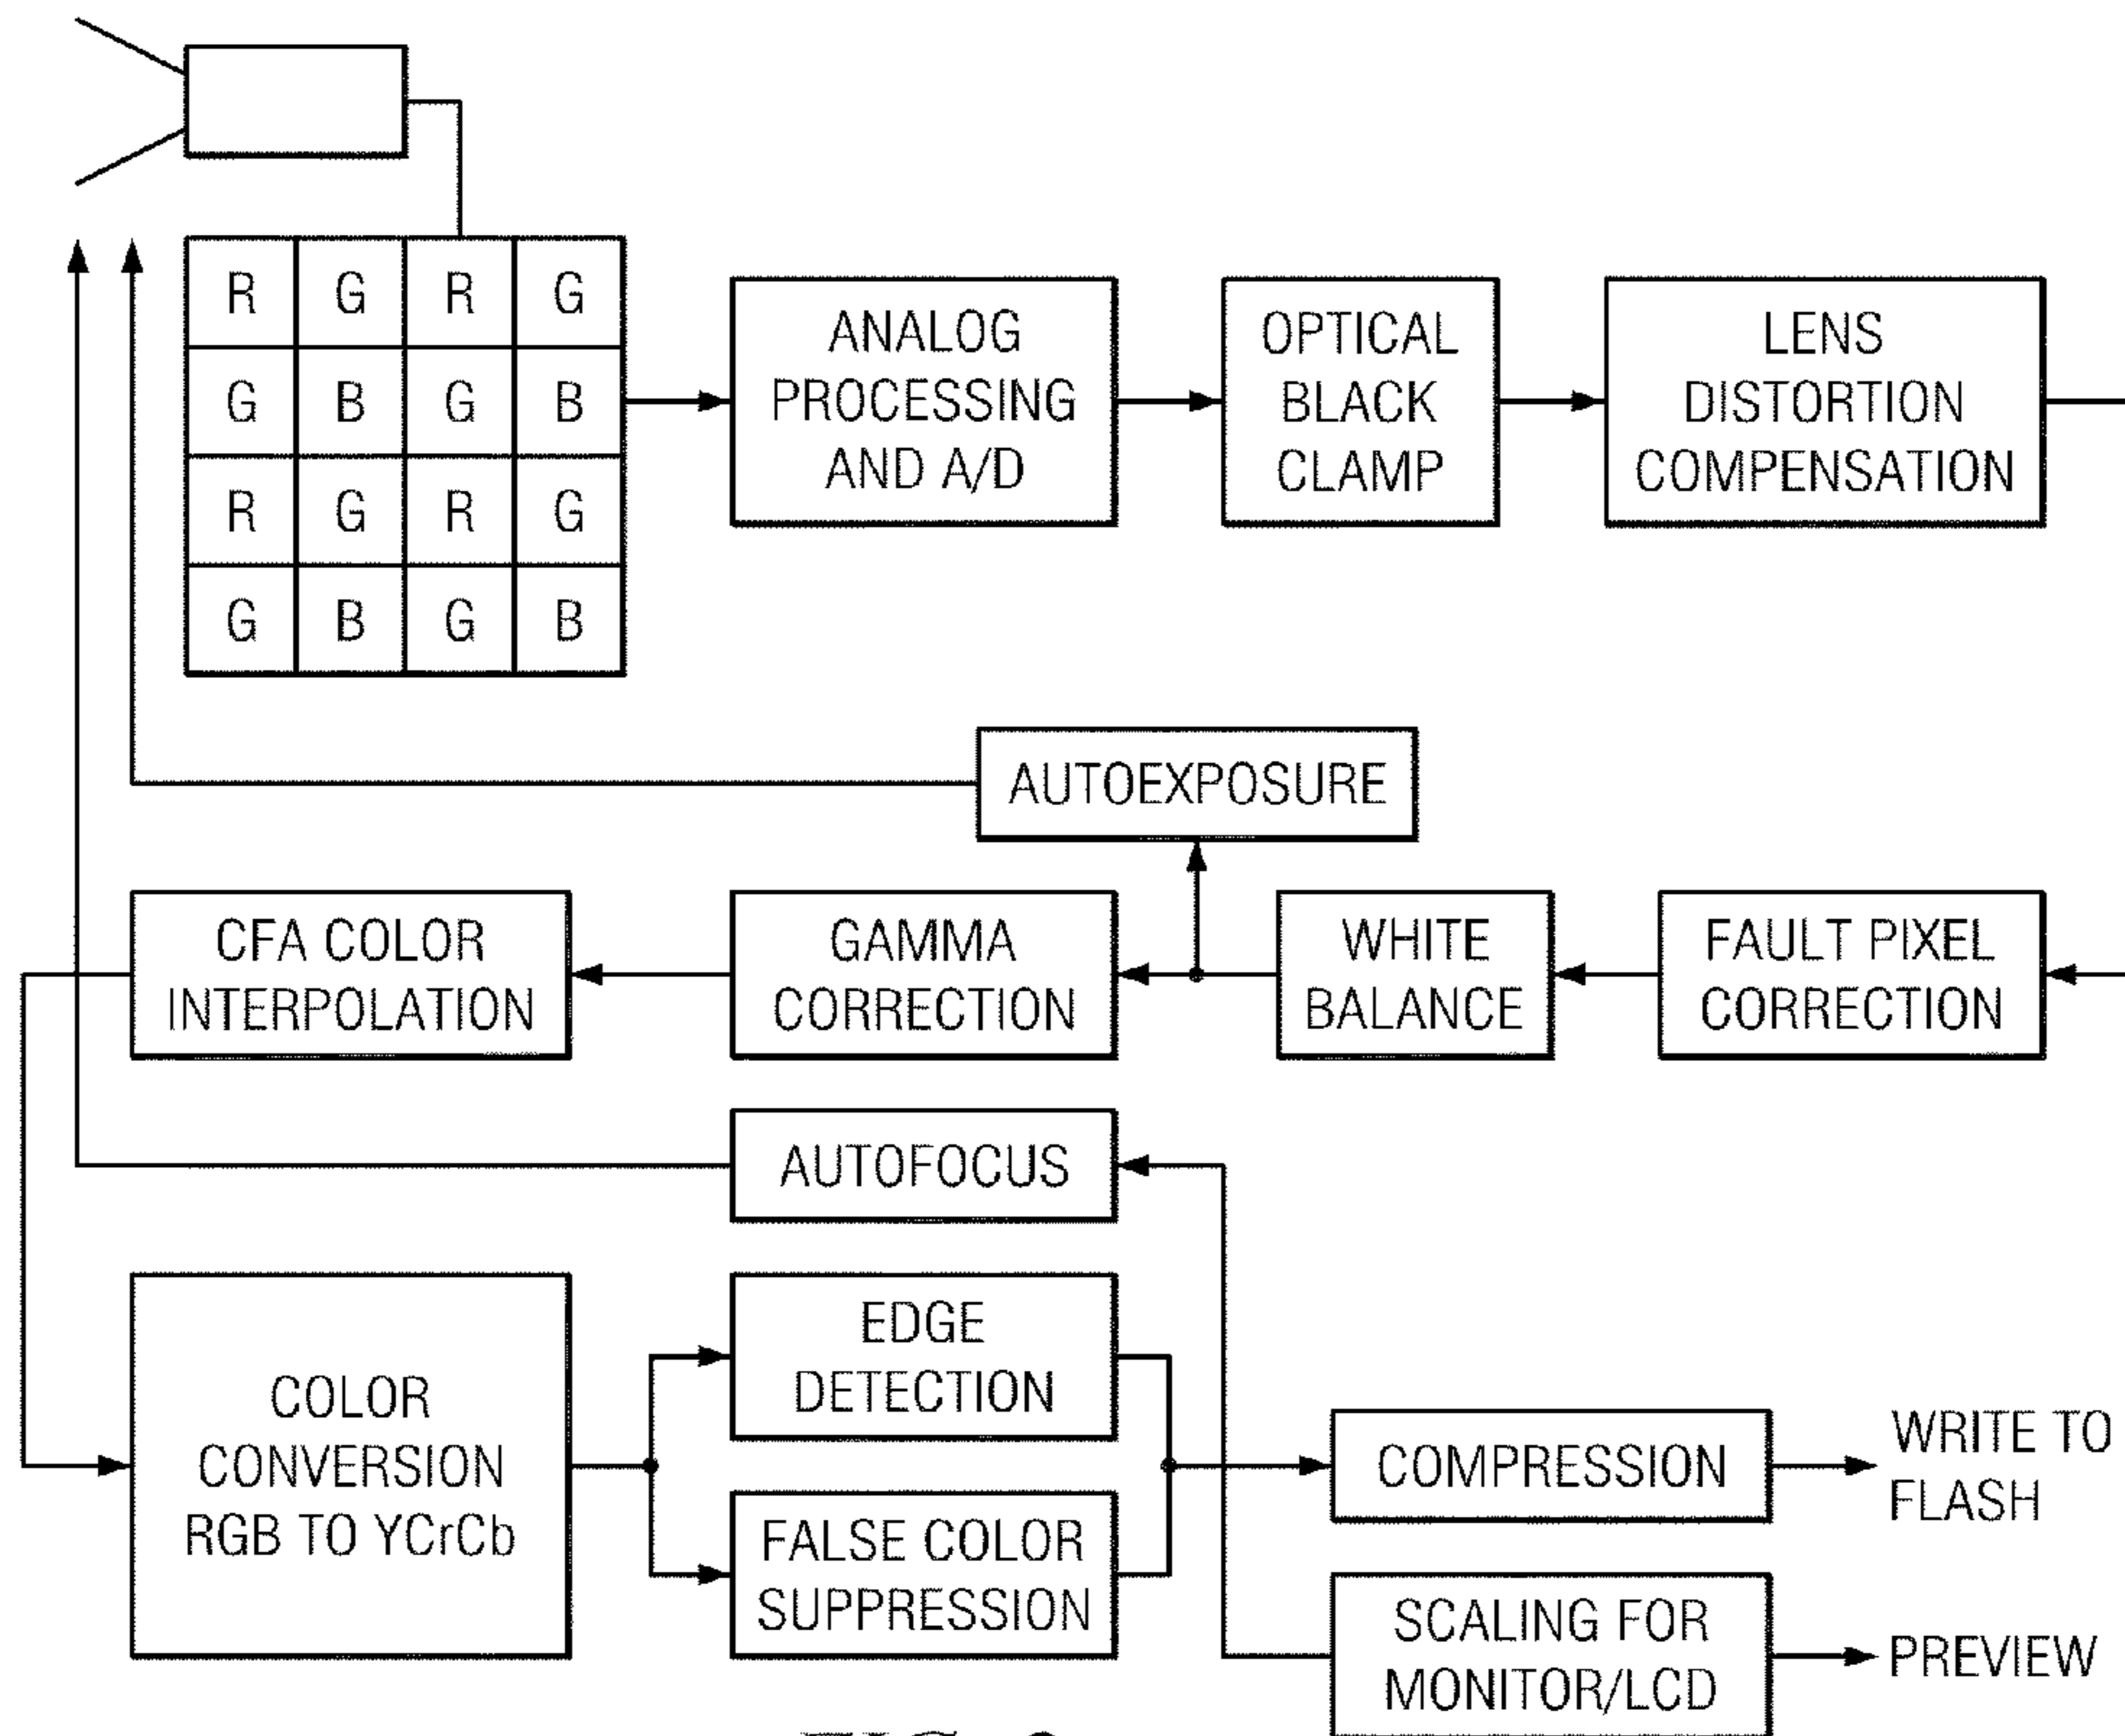 R G R G
G B G B
R G R G
G B G B
ANALOG
PROCESSING
AND A/D
OPTICAL
BLACK
CLAMP
LENS
DISTORTION
COMPENSATION
AUTOEXPOSURE
CFA COLOR
INTERPOLATION
GAMMA
CORRECTION
WHITE
BALANCE
FAULT PIXEL
CORRECTION
AUTOFOCUS
COLOR
CONVERSION
RGB TO YCrCb
EDGE
DETECTION
FALSE COLOR
SUPPRESSION
COMPRESSION
WRITE TO
FLASH
SCALING FOR
MONITOR/LCD
PREVIEW